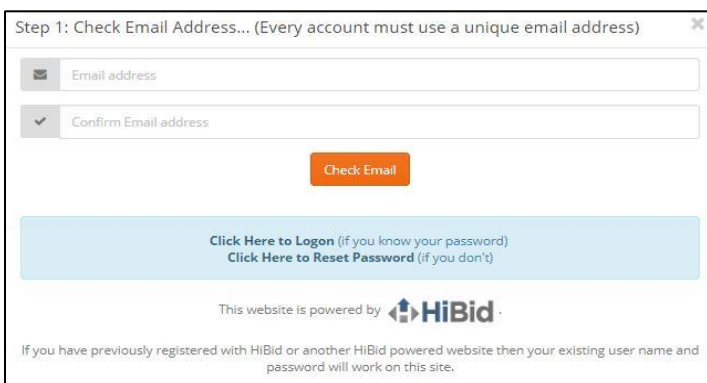 Step 1: Check Email Address... (Every account must use a unique email address)
Email address
Confirm Email address
Check Email
Click Here to Logon (if you know your password)
Click Here to Reset Password (if you don't)
This website is powered by HiBid .
If you have previously registered with HiBid or another HiBid powered website then your existing user name and
password will work on this site.